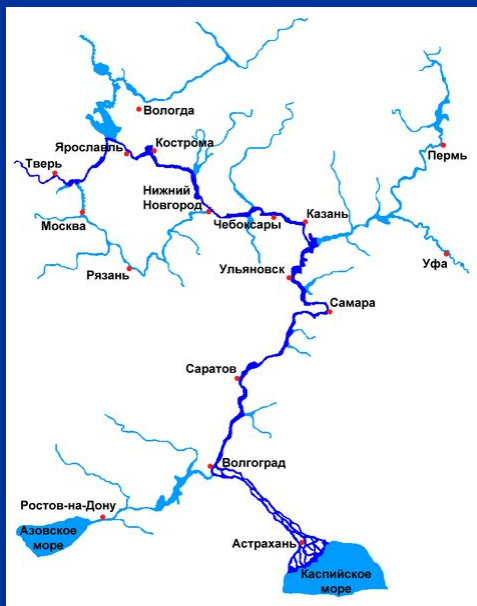 Вологда
Ярославль
Кострома
Тверь
Пермь
Нижний
Новгород
Казань
Чебоксары
Москва
Уфа
Рязань
Ульяновск
Самара
Саратов
Волгоград
Ростов-на-Дону
Азовское
море
Астрахань
Каспийское
море